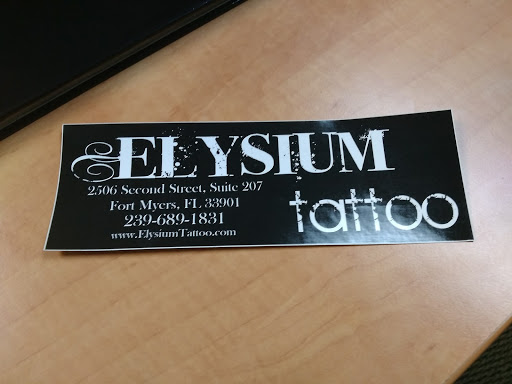 ELYSIUM
2506 Second Street, Suite 207
Fort Myers, FL 33901
239-689-1831
www.ElysiumTattoo.com
tattoo